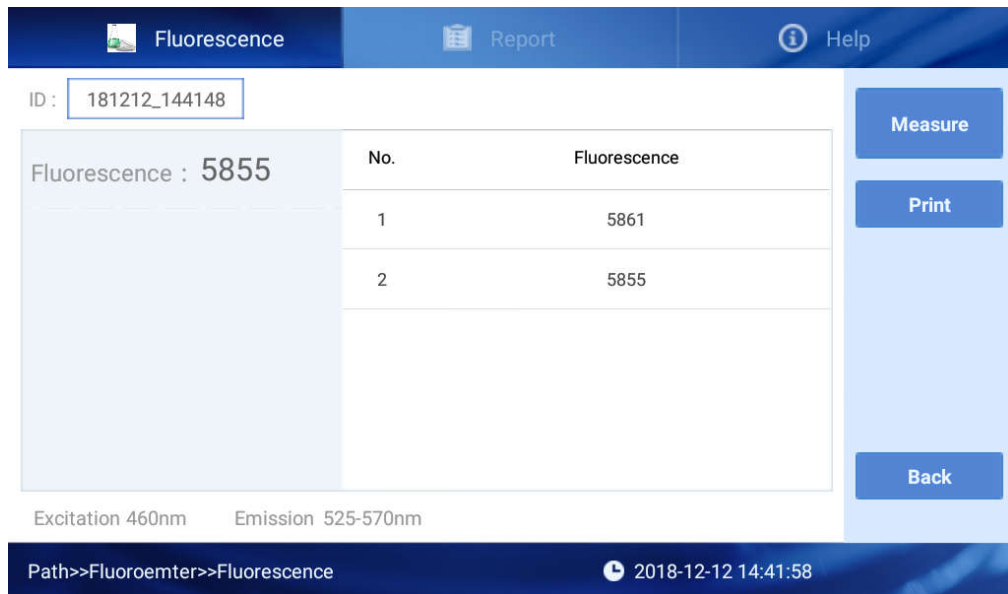 Fluorescence
Report
Help
ID : 181212_144148
Measure
Fluorescence : 5855
No. Fluorescence
Print
1 5861
2 5855
Back
Excitation 460nm Emission 525-570nm
Path>>Fluoroemter>>Fluorescence 2018-12-12 14:41:58